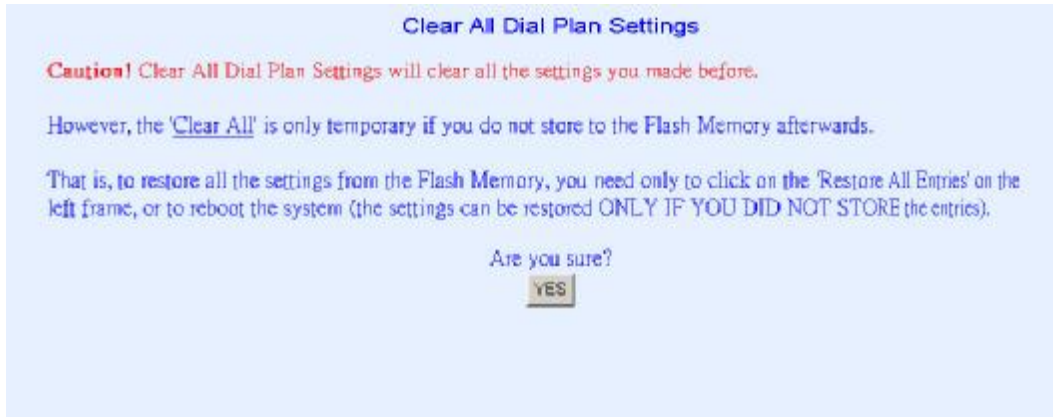 Clear All Dial Plan Settings
Caution! Clear All Dial Plan Settings will clear all the settings you made before.
However, the 'Clear All' is only temporary if you do not store to the Flash Memory afterwards.
That is, to restore all the settings from the Flash Memory, you need only to click on the 'Restore All Entries' on the
left frame, or to reboot the system (the settings can be restored ONLY IF YOU DID NOT STORE the entries).
Are you sure?
YES